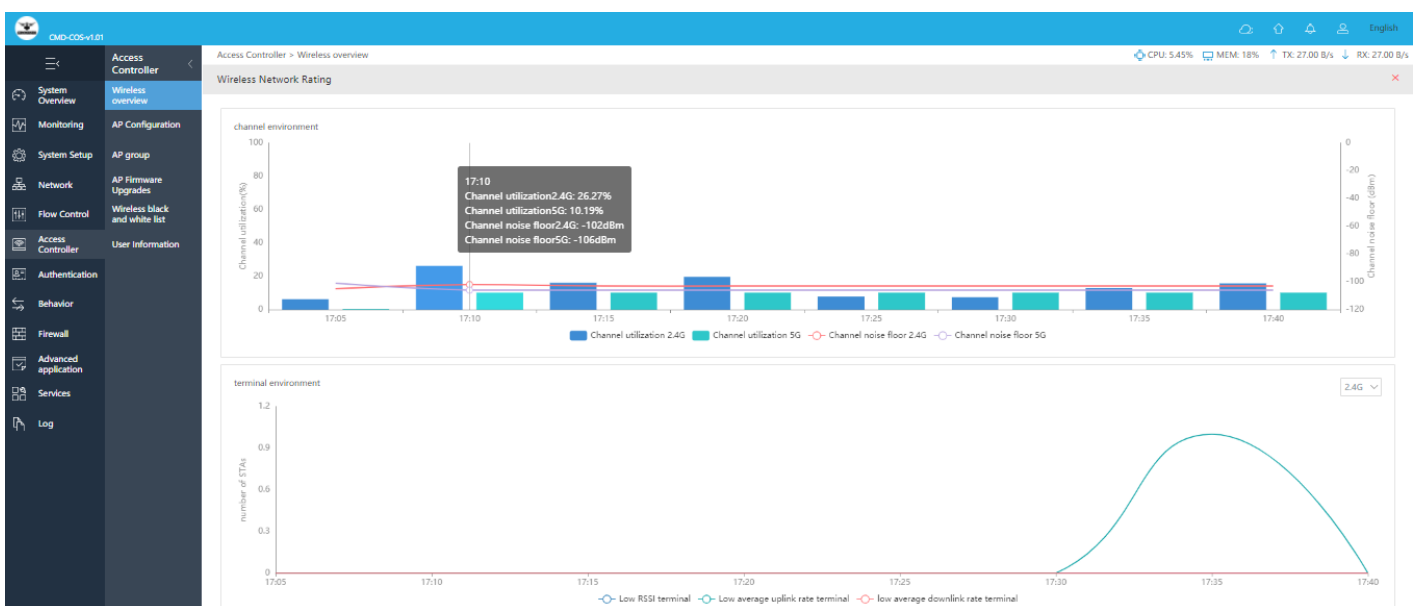 CMD-COS-v1.01
English
Access Controller
Access Controller > Wireless overview
CPU: 5.45% MEM: 18% TX: 27.00 B/s RX: 27.00 B/s
Wireless Network Rating
System Overview
Monitoring
System Setup
Network
Flow Control
Access Controller
Authentication
Behavior
Firewall
Advanced application
Services
Log
Wireless overview
AP Configuration
AP group
AP Firmware Upgrades
Wireless black and white list
User Information
channel environment
100
80
60
40
20
0
Channel utilization(%)
0
-20
-40
-60
-80
-100
-120
Channel noise floor (dBm)
17:10
Channel utilization2.4G: 26.27%
Channel utilization5G: 10.19%
Channel noise floor2.4G: -102dBm
Channel noise floor5G: -106dBm
17:05 17:10 17:15 17:20 17:25 17:30 17:35 17:40
Channel utilization 2.4G Channel utilization 5G Channel noise floor 2.4G Channel noise floor 5G
terminal environment
2.4G
1.2
0.9
0.6
0.3
0
number of STAs
17:05 17:10 17:15 17:20 17:25 17:30 17:35 17:40
Low RSSI terminal Low average uplink rate terminal low average downlink rate terminal